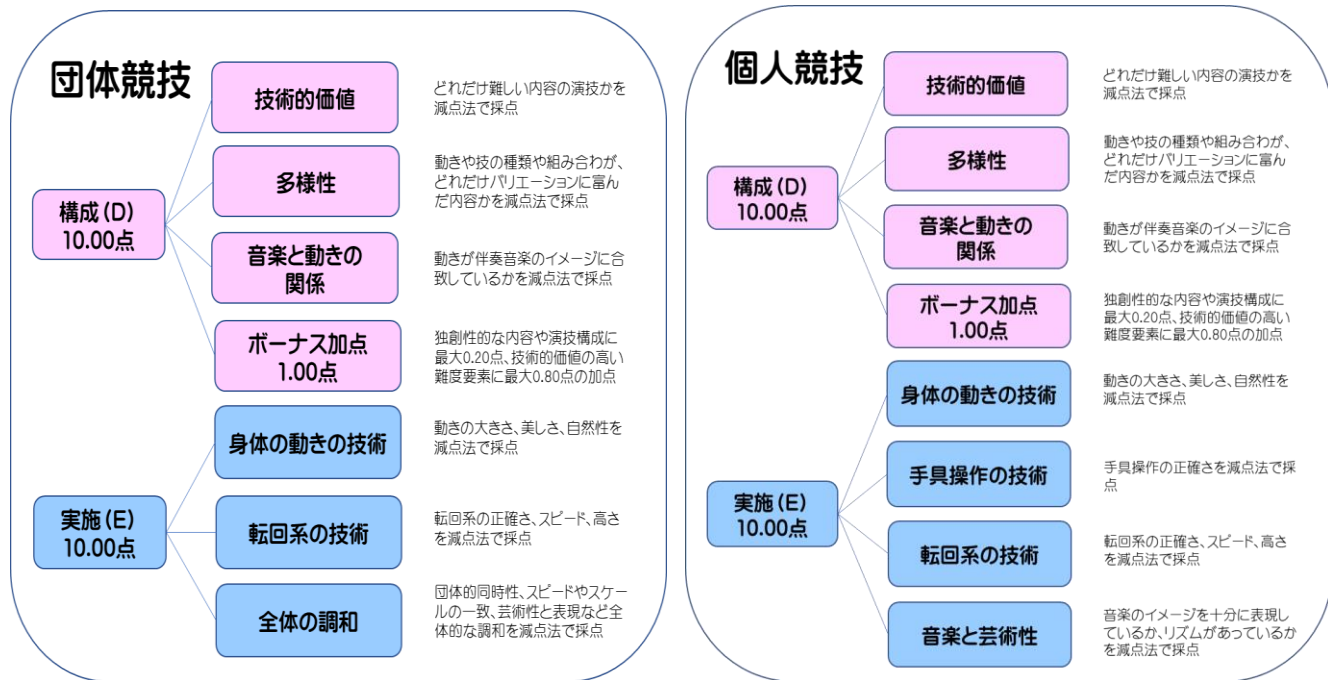 団体競技
構成(D)
10.00点
技術的価値
どれだけ難しい内容の演技かを
減点法で採点
多様性
動きや技の種類や組み合わが、
どれだけバリエーションに富ん
だ内容かを減点法で採点
音楽と動きの
関係
動きが伴奏音楽のイメージに合
致しているかを減点法で採点
ボーナス加点
1.00点
独創性的な内容や演技構成に
最大0.20点、技術的価値の高い
難度要素に最大0.80点の加点
実施(E)
10.00点
身体の動きの技術
動きの大きさ、美しさ、自然性を
減点法で採点
転回系の技術
転回系の正確さ、スピード、高さ
を減点法で採点
全体の調和
団体的同時性、スピードやスケー
ルの一致、芸術性と表現など全
体的な調和を減点法で採点
個人競技
構成(D)
10.00点
技術的価値
どれだけ難しい内容の演技かを
減点法で採点
多様性
動きや技の種類や組み合わが、
どれだけバリエーションに富ん
だ内容かを減点法で採点
音楽と動きの
関係
動きが伴奏音楽のイメージに合
致しているかを減点法で採点
ボーナス加点
1.00点
独創性的な内容や演技構成に
最大0.20点、技術的価値の高い
難度要素に最大0.80点の加点
実施(E)
10.00点
身体の動きの技術
動きの大きさ、美しさ、自然性を
減点法で採点
手具操作の技術
手具操作の正確さを減点法で採
点
転回系の技術
転回系の正確さ、スピード、高さ
を減点法で採点
音楽と芸術性
音楽のイメージを十分に表現し
ているか、リズムがあっているか
を減点法で採点